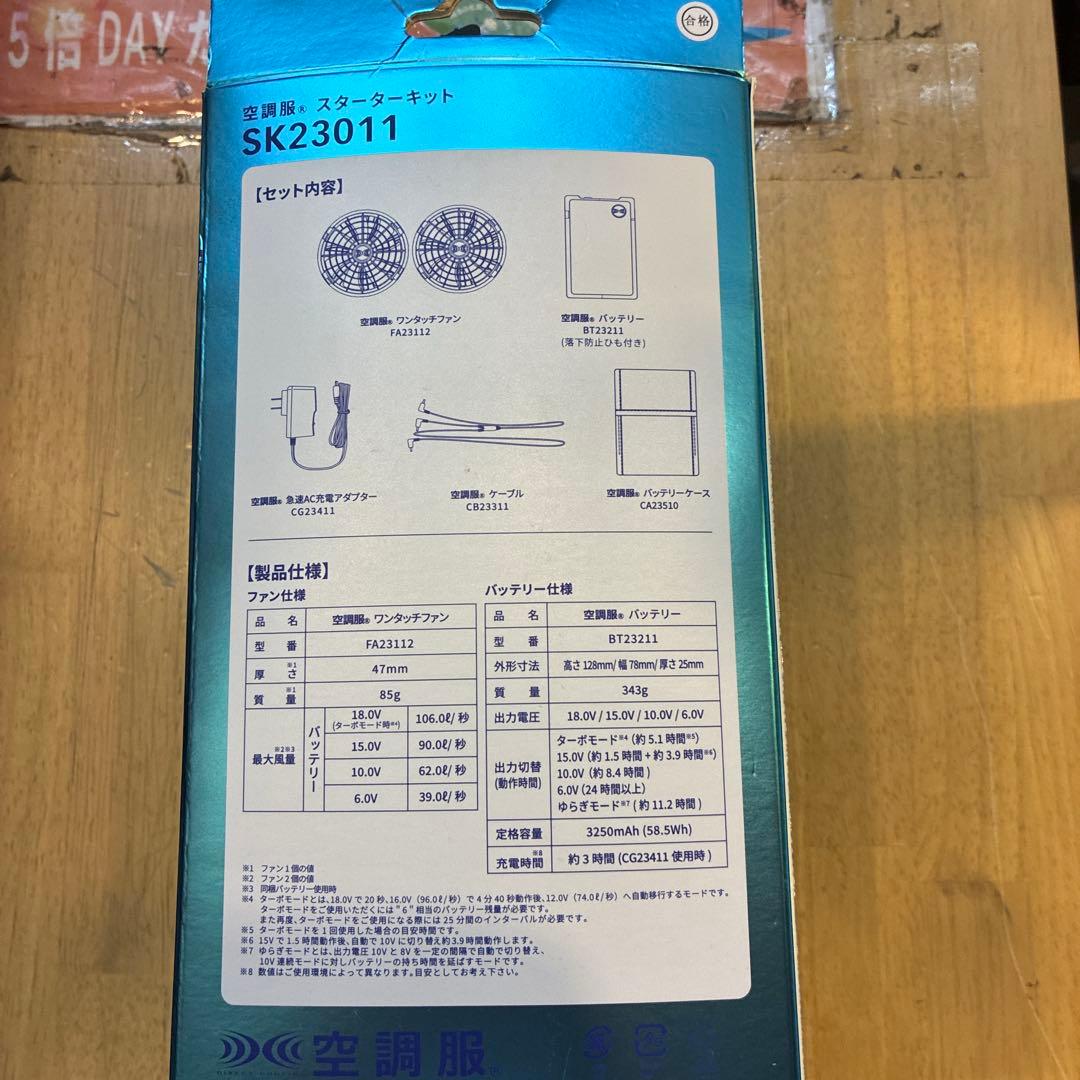 5倍DAY
合格
空調服® スターターキット
SK23011
【セット内容】
空調服® ワンタッチファン
FA23112
空調服® バッテリー
BT23211
(落下防止ひも付き)
空調服® 急速AC充電アダプター
CG23411
空調服® ケーブル
CB23311
空調服® バッテリーケース
CA23510
【製品仕様】
ファン仕様
品 名 空調服® ワンタッチファン
型 番 FA23112
厚 さ※1 47mm
質 量※1 85g
最大風量※2※3 バッテリー
18.0V (ターボモード時※4) 106.0ℓ/秒
15.0V 90.0ℓ/秒
10.0V 62.0ℓ/秒
6.0V 39.0ℓ/秒
バッテリー仕様
品 名 空調服® バッテリー
型 番 BT23211
外形寸法 高さ128mm/幅78mm/厚さ25mm
質 量 343g
出力電圧 18.0V/15.0V/10.0V/6.0V
出力切替 (動作時間)
ターボモード※4 (約5.1時間※5)
15.0V (約1.5時間+約3.9時間※6)
10.0V (約8.4時間)
6.0V (24時間以上)
ゆらぎモード※7 (約11.2時間)
定格容量 3250mAh (58.5Wh)
充電時間※8 約3時間 (CG23411使用時)
※1 ファン1個の値
※2 ファン2個の値
※3 同梱バッテリー使用時
※4 ターボモードとは、18.0Vで20秒、16.0V(96.0ℓ/秒)で4分40秒動作後、12.0V(74.0ℓ/秒)へ自動移行するモードです。
ターボモードをご使用いただくには"6"相当のバッテリー残量が必要です。
また再度、ターボモードをご使用になる際には25分間のインターバルが必要です。
※5 ターボモードを1回使用した場合の目安時間です。
※6 15Vで1.5時間動作後、自動で10Vに切り替え約3.9時間動作します。
※7 ゆらぎモードとは、出力電圧10Vと8Vを一定の間隔で自動で切り替え、
10V連続モードに対しバッテリーの持ち時間を延ばすモードです。
※8 数値はご使用環境によって異なります。目安としてお考え下さい。
空調服®